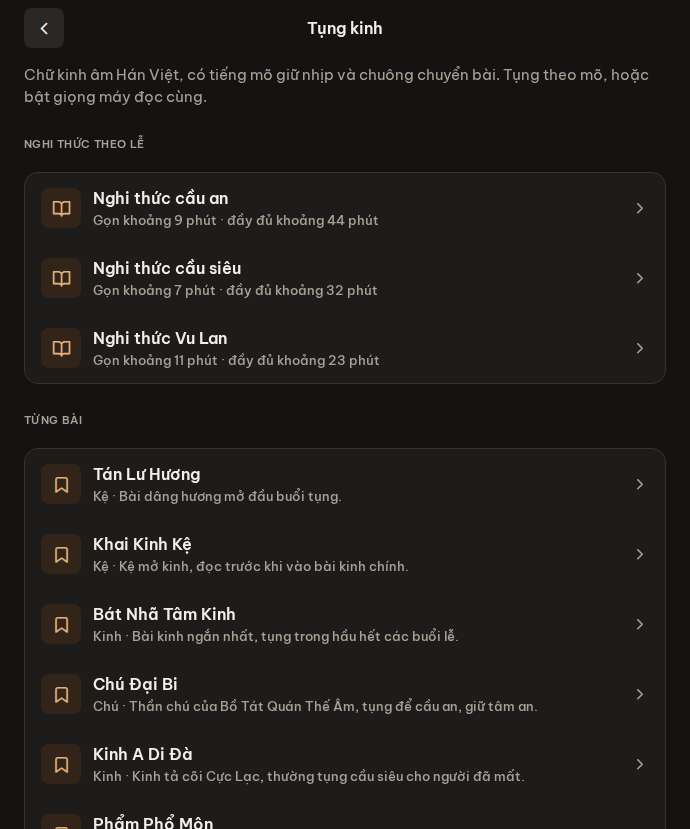 Tụng kinh
Chữ kinh âm Hán Việt, có tiếng mõ giữ nhịp và chuông chuyển bài. Tụng theo mõ, hoặc
bật giọng máy đọc cùng.
NGHI THỨC THEO LỄ
Nghi thức cầu an
Gọn khoảng 9 phút · đầy đủ khoảng 44 phút
Nghi thức cầu siêu
Gọn khoảng 7 phút · đầy đủ khoảng 32 phút
Nghi thức Vu Lan
Gọn khoảng 11 phút · đầy đủ khoảng 23 phút
TỪNG BÀI
Tán Lư Hương
Kệ · Bài dâng hương mở đầu buổi tụng.
Khai Kinh Kệ
Kệ · Kệ mở kinh, đọc trước khi vào bài kinh chính.
Bát Nhã Tâm Kinh
Kinh · Bài kinh ngắn nhất, tụng trong hầu hết các buổi lễ.
Chú Đại Bi
Chú · Thần chú của Bồ Tát Quán Thế Âm, tụng để cầu an, giữ tâm an.
Kinh A Di Đà
Kinh · Kinh tả cõi Cực Lạc, thường tụng cầu siêu cho người đã mất.
Phẩm Phổ Môn